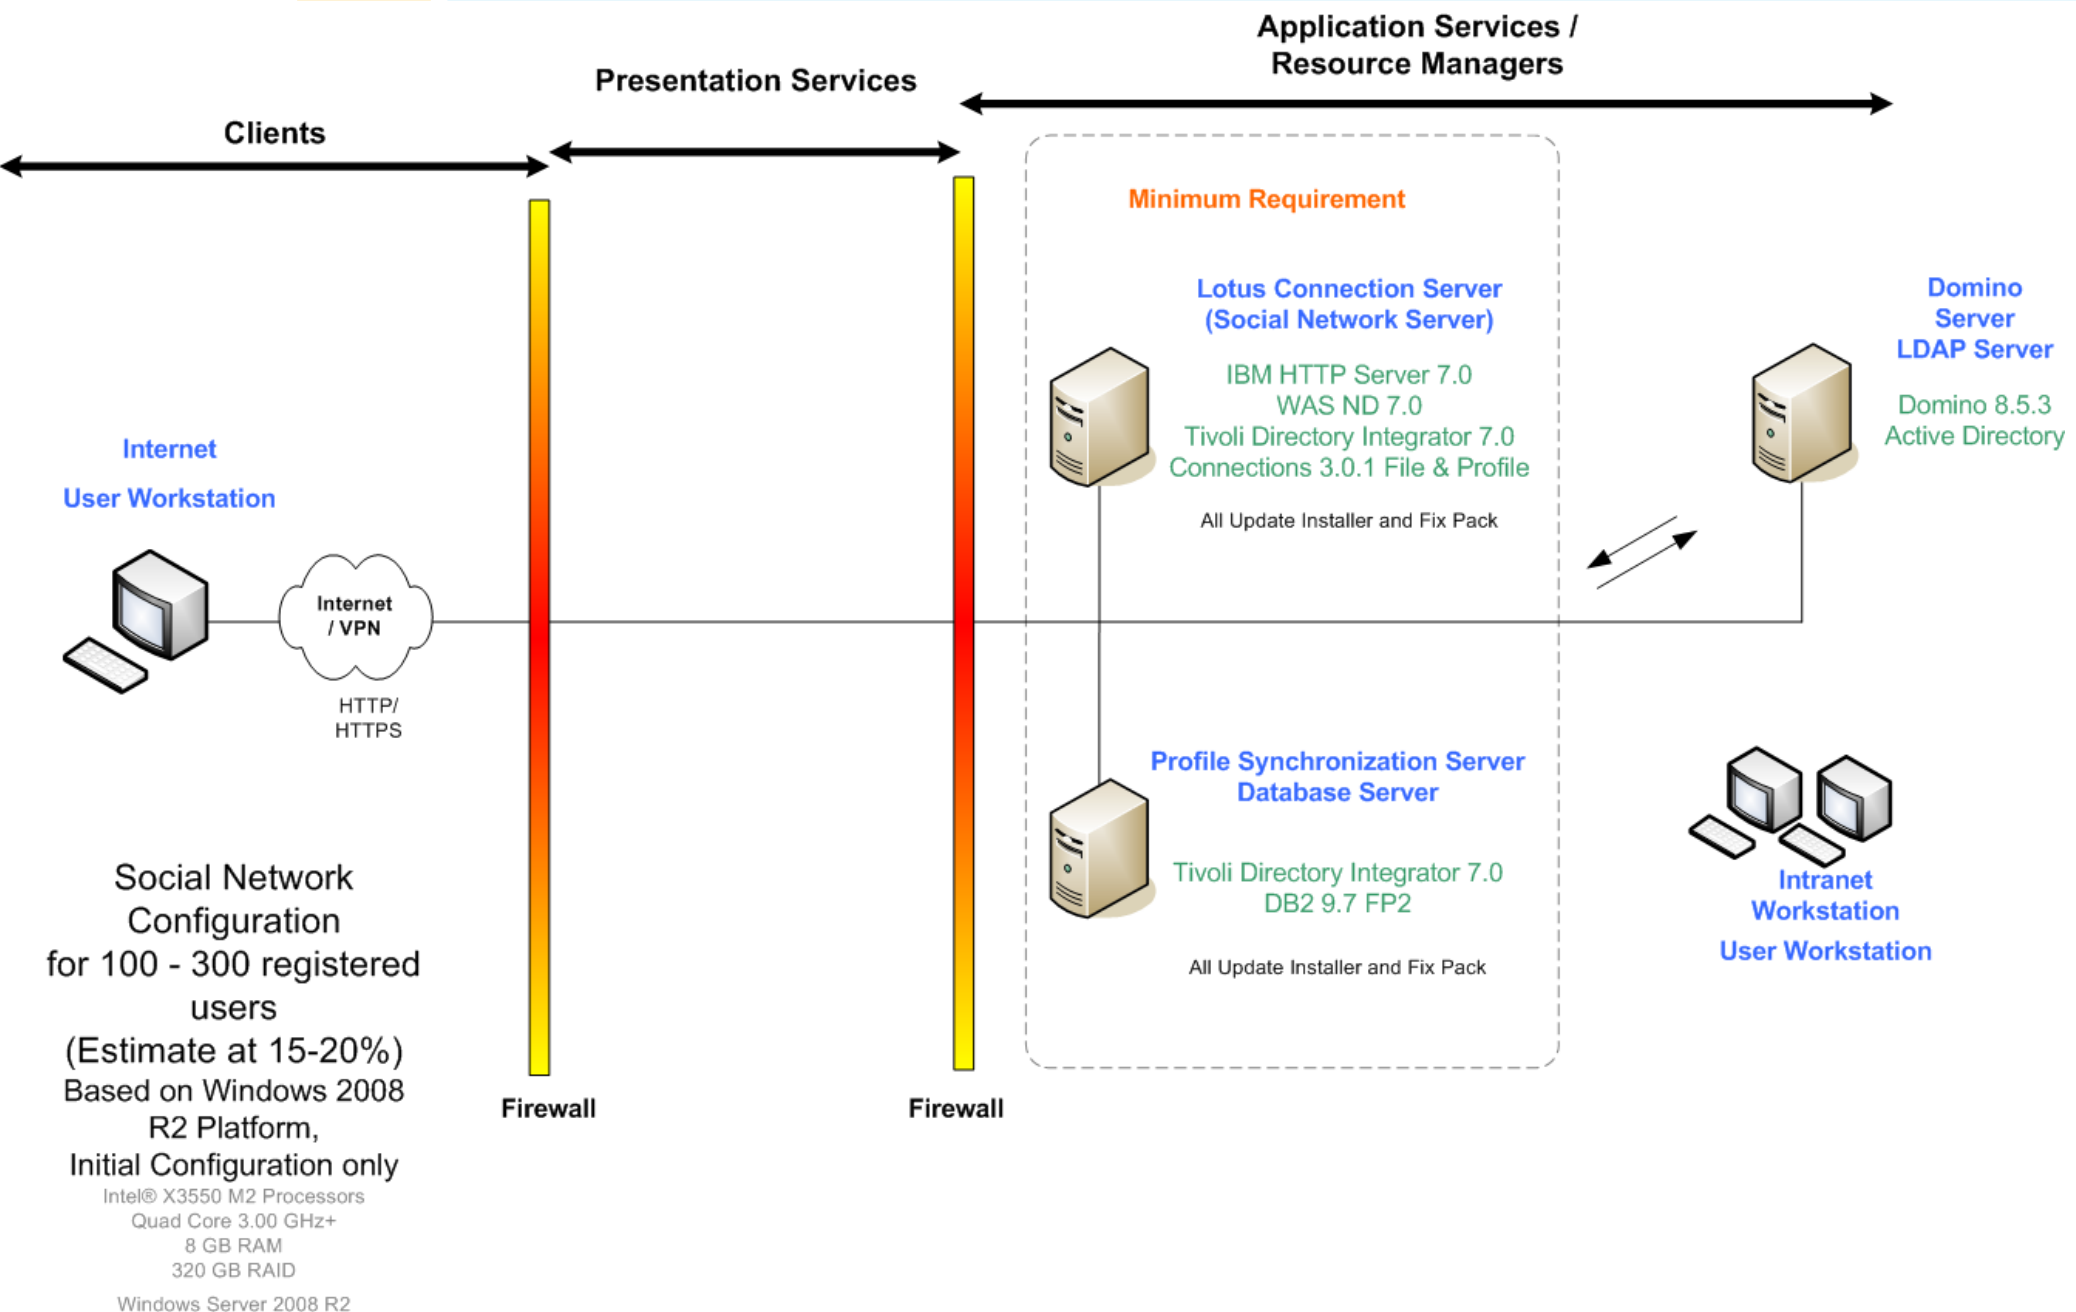 Application Services /
Resource Managers
Presentation Services
Clients
Minimum Requirement
Lotus Connection Server
(Social Network Server)
IBM HTTP Server 7.0
WAS ND 7.0
Tivoli Directory Integrator 7.0
Connections 3.0.1 File & Profile
All Update Installer and Fix Pack
Domino
Server
LDAP Server
Domino 8.5.3
Active Directory
Internet
User Workstation
Internet
/ VPN
HTTP/
HTTPS
Profile Synchronization Server
Database Server
Tivoli Directory Integrator 7.0
DB2 9.7 FP2
All Update Installer and Fix Pack
Intranet
Workstation
User Workstation
Social Network
Configuration
for 100 - 300 registered
users
(Estimate at 15-20%)
Based on Windows 2008
R2 Platform,
Initial Configuration only
Intel® X3550 M2 Processors
Quad Core 3.00 GHz+
8 GB RAM
320 GB RAID
Windows Server 2008 R2
Firewall
Firewall